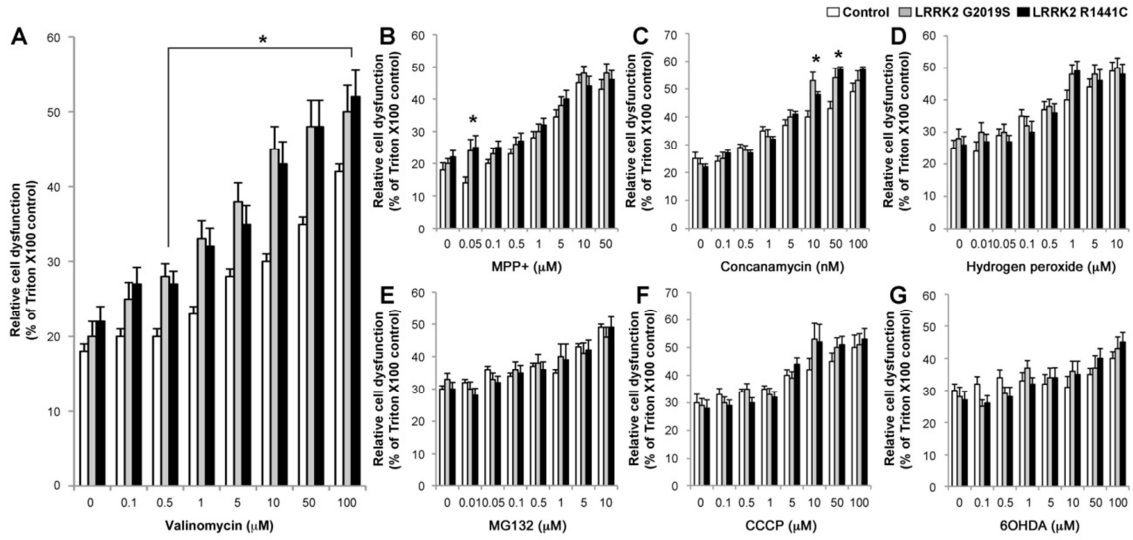 Control LRRK2 G2019S LRRK2 R1441C
A
Relative cell dysfunction
(% of Triton X100 control)
60
50
40
30
20
10
0
*
0 0.1 0.5 1 5 10 50 100
Valinomycin (µM)
B
Relative cell dysfunction
(% of Triton X100 control)
60
50
40
30
20
10
0
*
0 0.05 0.1 0.5 1 5 10 50
MPP+ (µM)
C
Relative cell dysfunction
(% of Triton X100 control)
70
60
50
40
30
20
10
0
* *
0 0.1 0.5 1 5 10 50 100
Concanamycin (nM)
D
Relative cell dysfunction
(% of Triton X100 control)
60
50
40
30
20
10
0
0 0.01 0.05 0.1 0.5 1 5 10
Hydrogen peroxide (µM)
E
Relative cell dysfunction
(% of Triton X100 control)
60
50
40
30
20
10
0
0 0.01 0.05 0.1 0.5 1 5 10
MG132 (µM)
F
Relative cell dysfunction
(% of Triton X100 control)
70
60
50
40
30
20
10
0
0 0.1 0.5 1 5 10 50 100
CCCP (µM)
G
Relative cell dysfunction
(% of Triton X100 control)
60
50
40
30
20
10
0
0 0.1 0.5 1 5 10 50 100
6OHDA (µM)